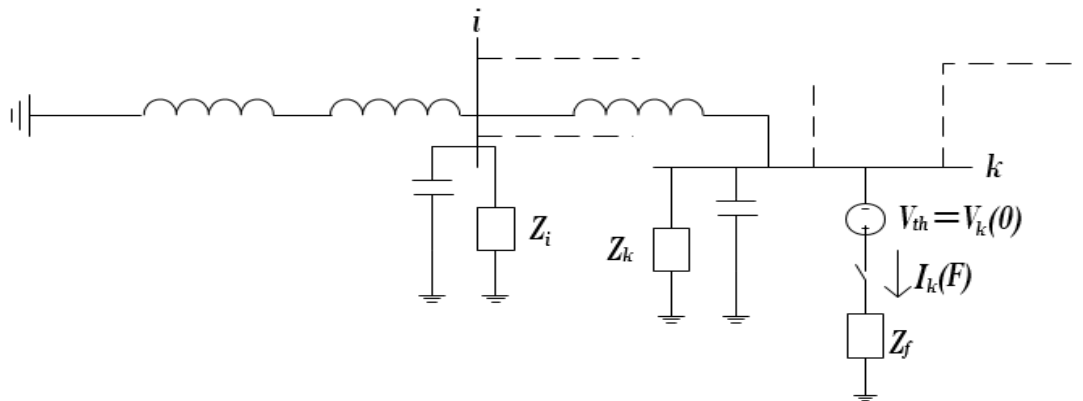 i
k
Z_i
Z_k
V_th=V_k(0)
I_k(F)
Z_f